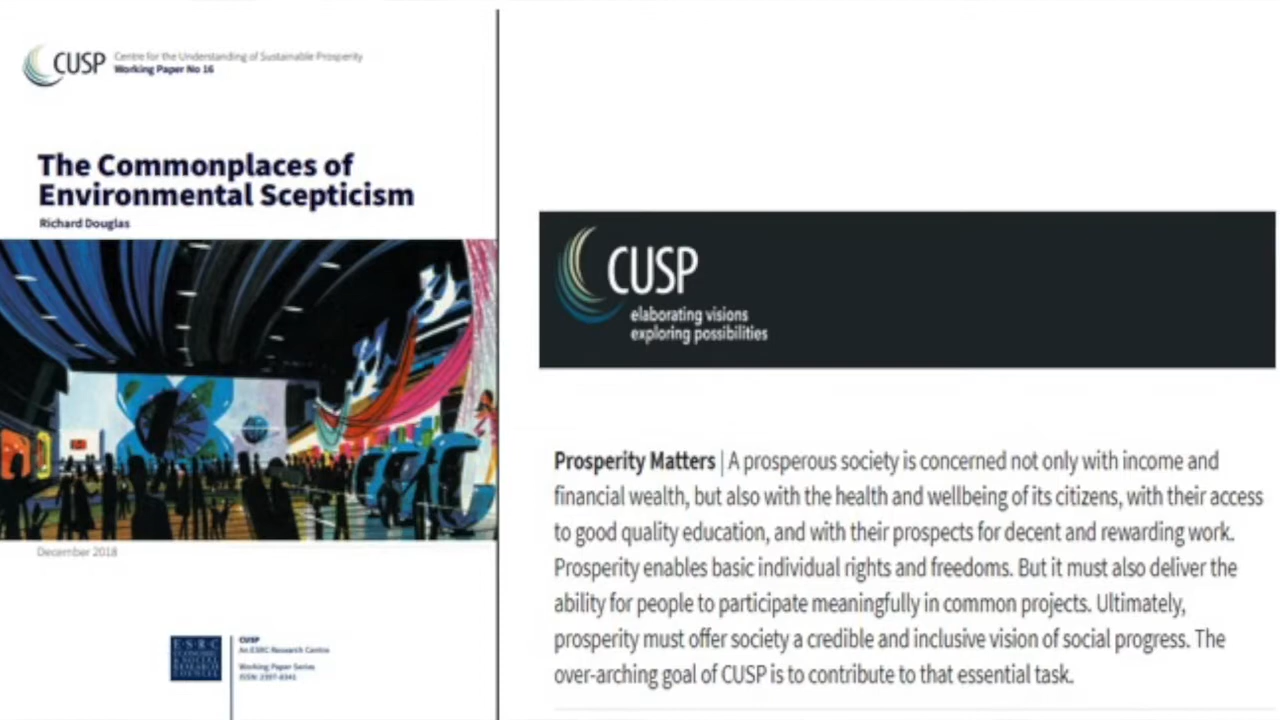 CUSP
Centre for the Understanding of Sustainable Prosperity
Working Paper No 16
The Commonplaces of
Environmental Scepticism
Richard Douglas
December 2018
E S R C
ECONOMIC
& SOCIAL
RESEARCH
COUNCIL
CUSP
An ESRC Research Centre
Working Paper Series
CUSP
elaborating visions
exploring possibilities
Prosperity Matters | A prosperous society is concerned not only with income and
financial wealth, but also with the health and wellbeing of its citizens, with their access
to good quality education, and with their prospects for decent and rewarding work.
Prosperity enables basic individual rights and freedoms. But it must also deliver the
ability for people to participate meaningfully in common projects. Ultimately,
prosperity must offer society a credible and inclusive vision of social progress. The
over-arching goal of CUSP is to contribute to that essential task.